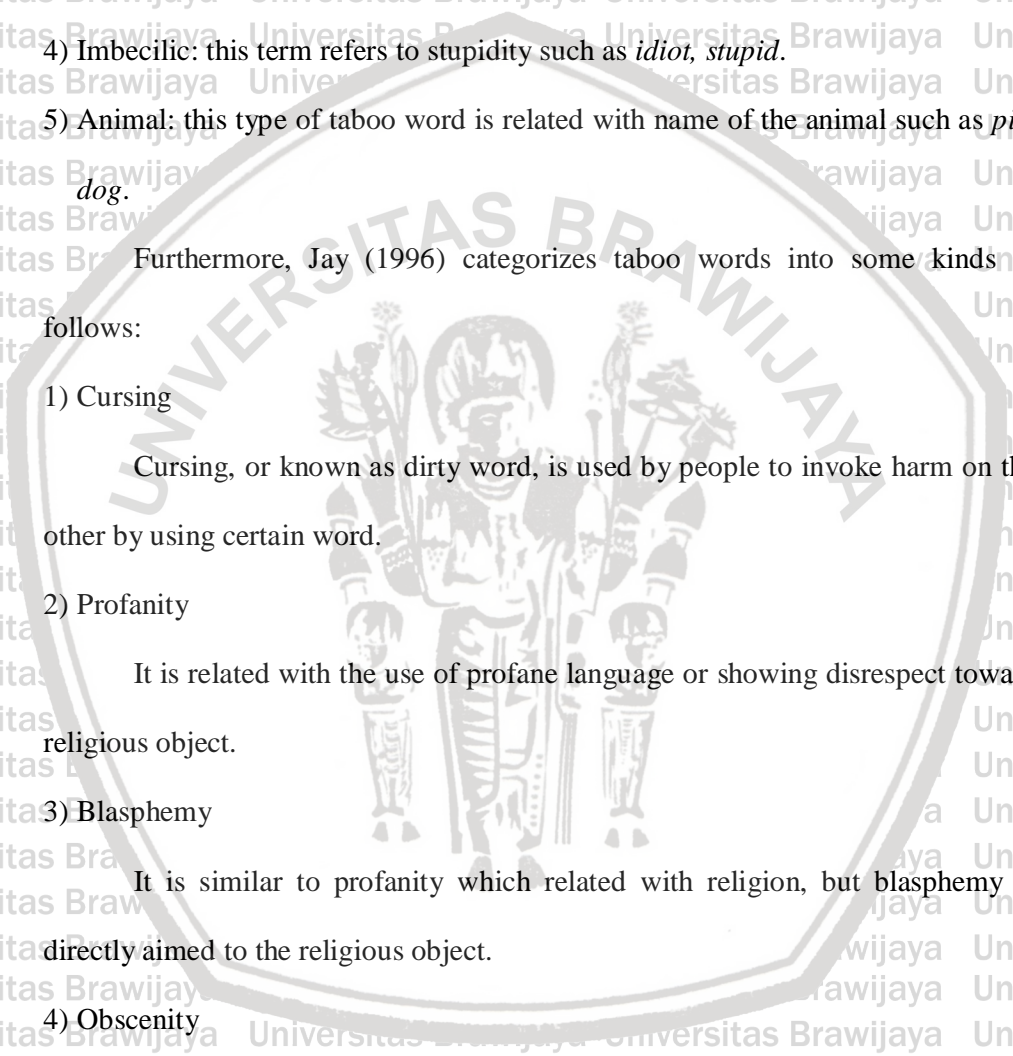 4) Imbecilic: this term refers to stupidity such as idiot, stupid.
5) Animal: this type of taboo word is related with name of the animal such as
dog.
Furthermore, Jay (1996) categorizes taboo words into some kinds
follows:
1) Cursing
Cursing, or known as dirty word, is used by people to invoke harm on
other by using certain word.
2) Profanity
It is related with the use of profane language or showing disrespect
religious object.
3) Blasphemy
It is similar to profanity which related with religion, but blasphemy
directly aimed to the religious object.
4) Obscenity
UNIVERSITAS BRAWIJAYA